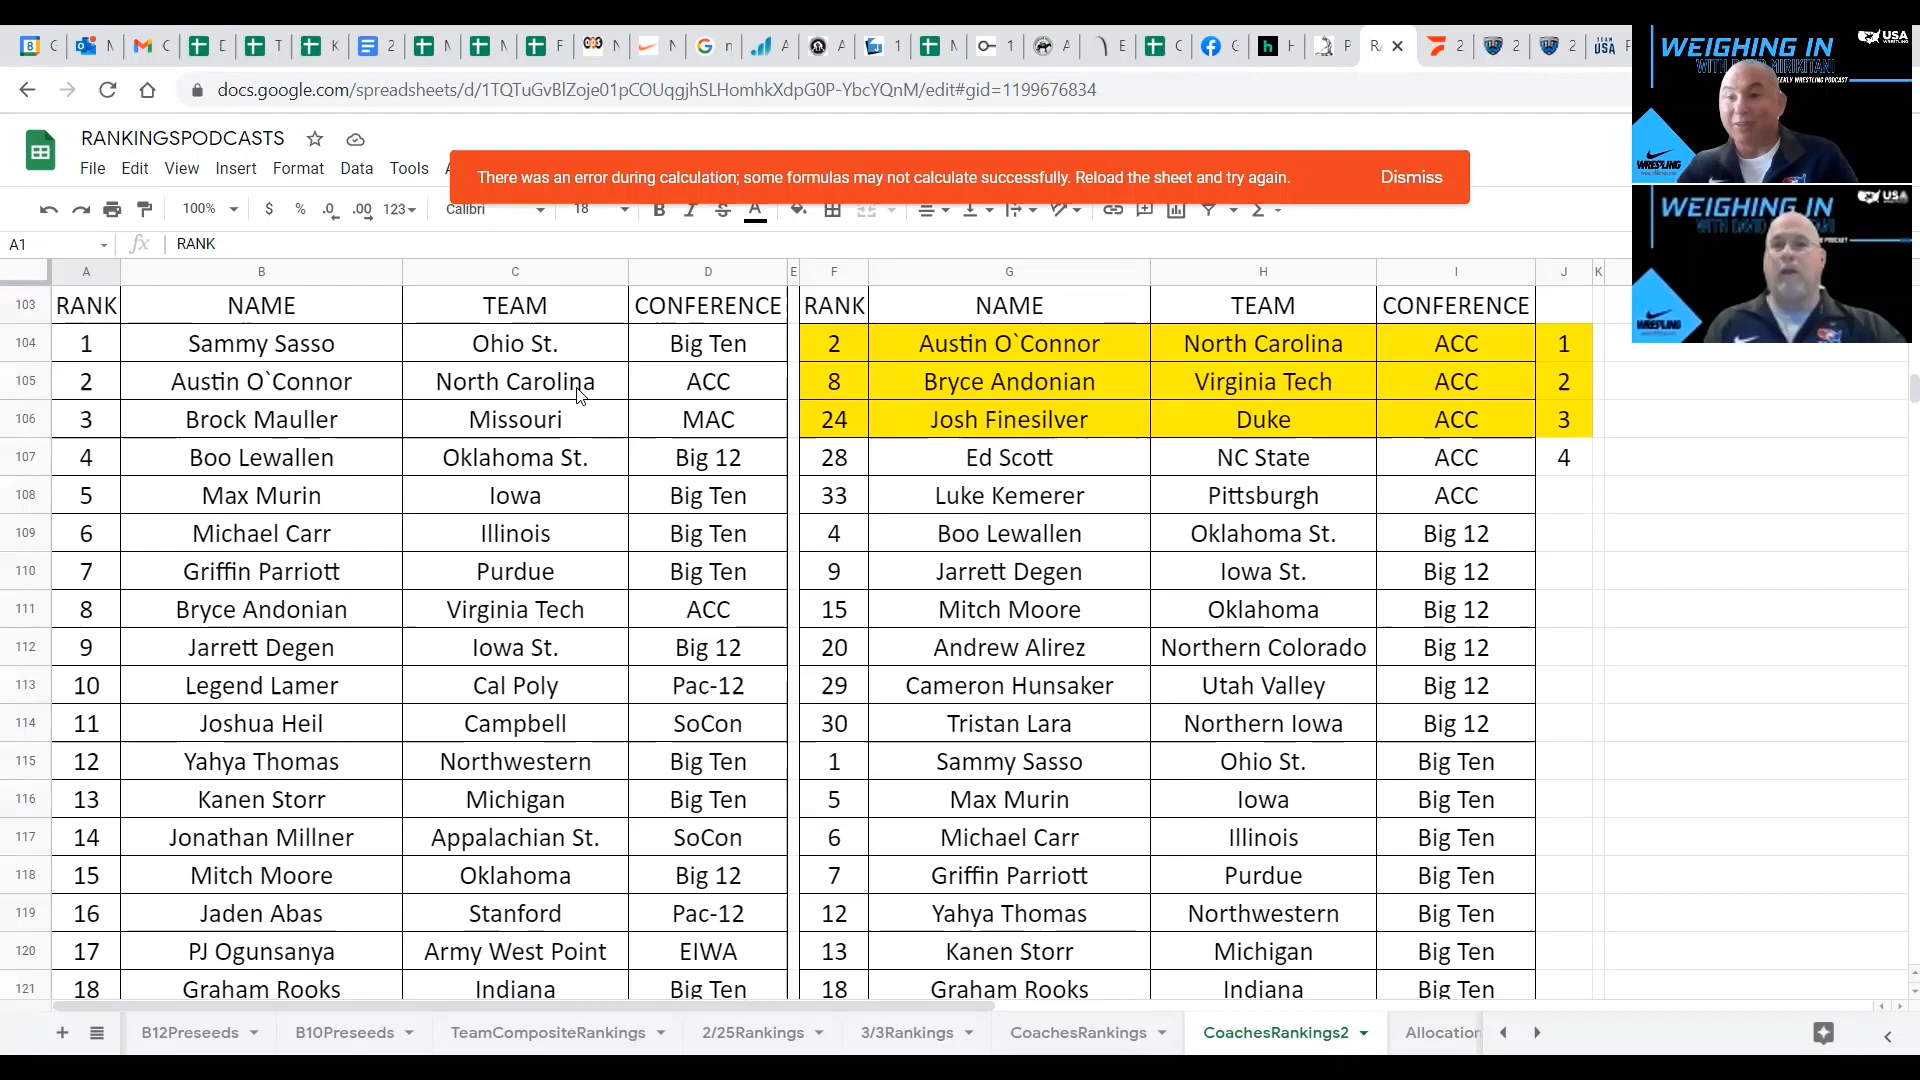 docs.google.com/spreadsheets/d/1TQTuGvBlZoje01pCOUqgjhSLHomhkXdpG0P-YbcYQnM/edit#gid=1199676834
RANKINGSPODCASTS
File Edit View Insert Format Data Tools
There was an error during calculation; some formulas may not calculate successfully. Reload the sheet and try again. Dismiss
100% $ % .0 .00 123 Calibri 18 B I S A
A1 fx RANK
A B C D E F G H I J K
103 RANK NAME TEAM CONFERENCE RANK NAME TEAM CONFERENCE
104 1 Sammy Sasso Ohio St. Big Ten 2 Austin O`Connor North Carolina ACC 1
105 2 Austin O`Connor North Carolina ACC 8 Bryce Andonian Virginia Tech ACC 2
106 3 Brock Mauller Missouri MAC 24 Josh Finesilver Duke ACC 3
107 4 Boo Lewallen Oklahoma St. Big 12 28 Ed Scott NC State ACC 4
108 5 Max Murin Iowa Big Ten 33 Luke Kemerer Pittsburgh ACC
109 6 Michael Carr Illinois Big Ten 4 Boo Lewallen Oklahoma St. Big 12
110 7 Griffin Parriott Purdue Big Ten 9 Jarrett Degen Iowa St. Big 12
111 8 Bryce Andonian Virginia Tech ACC 15 Mitch Moore Oklahoma Big 12
112 9 Jarrett Degen Iowa St. Big 12 20 Andrew Alirez Northern Colorado Big 12
113 10 Legend Lamer Cal Poly Pac-12 29 Cameron Hunsaker Utah Valley Big 12
114 11 Joshua Heil Campbell SoCon 30 Tristan Lara Northern Iowa Big 12
115 12 Yahya Thomas Northwestern Big Ten 1 Sammy Sasso Ohio St. Big Ten
116 13 Kanen Storr Michigan Big Ten 5 Max Murin Iowa Big Ten
117 14 Jonathan Millner Appalachian St. SoCon 6 Michael Carr Illinois Big Ten
118 15 Mitch Moore Oklahoma Big 12 7 Griffin Parriott Purdue Big Ten
119 16 Jaden Abas Stanford Pac-12 12 Yahya Thomas Northwestern Big Ten
120 17 PJ Ogunsanya Army West Point EIWA 13 Kanen Storr Michigan Big Ten
121 18 Graham Rooks Indiana Big Ten 18 Graham Rooks Indiana Big Ten
B12Preseeds B10Preseeds TeamCompositeRankings 2/25Rankings 3/3Rankings CoachesRankings CoachesRankings2 Allocation
WEIGHING IN USA
WRESTLING
WEIGHING IN USA
WRESTLING